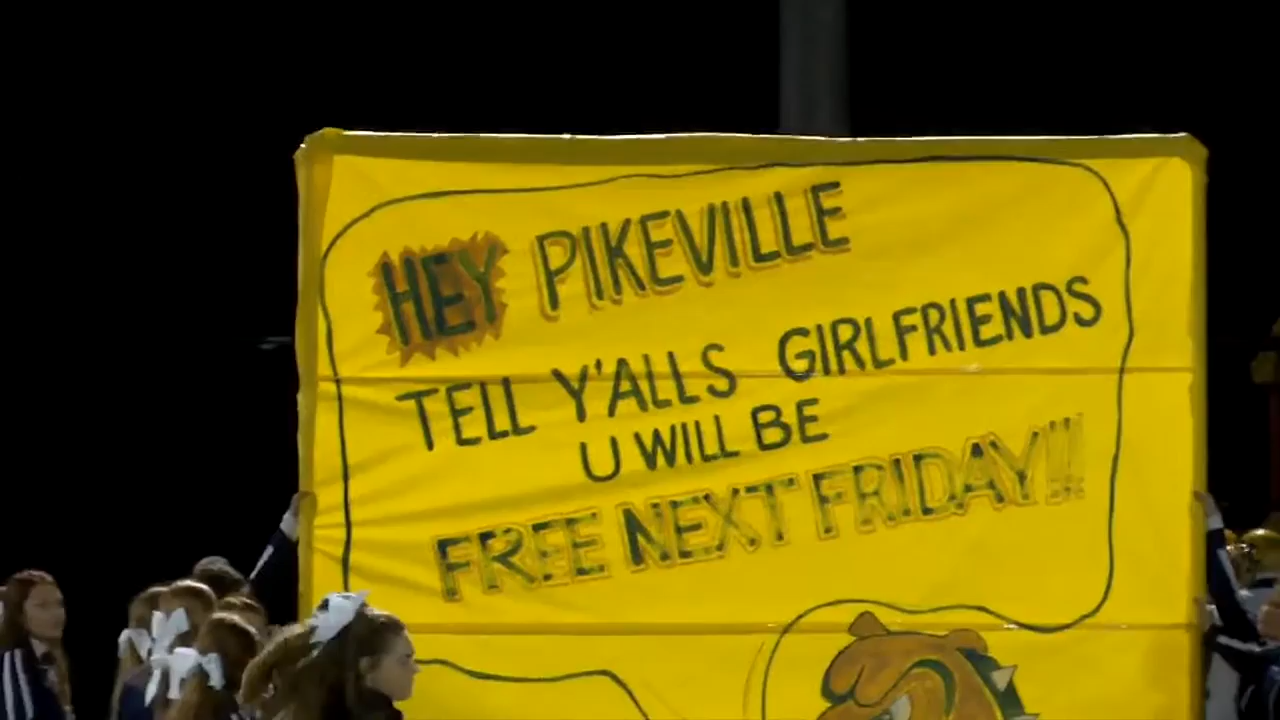 HEY PIKEVILLE
TELL Y'ALLS GIRLFRIENDS
U WILL BE
FREE NEXT FRIDAY!!!